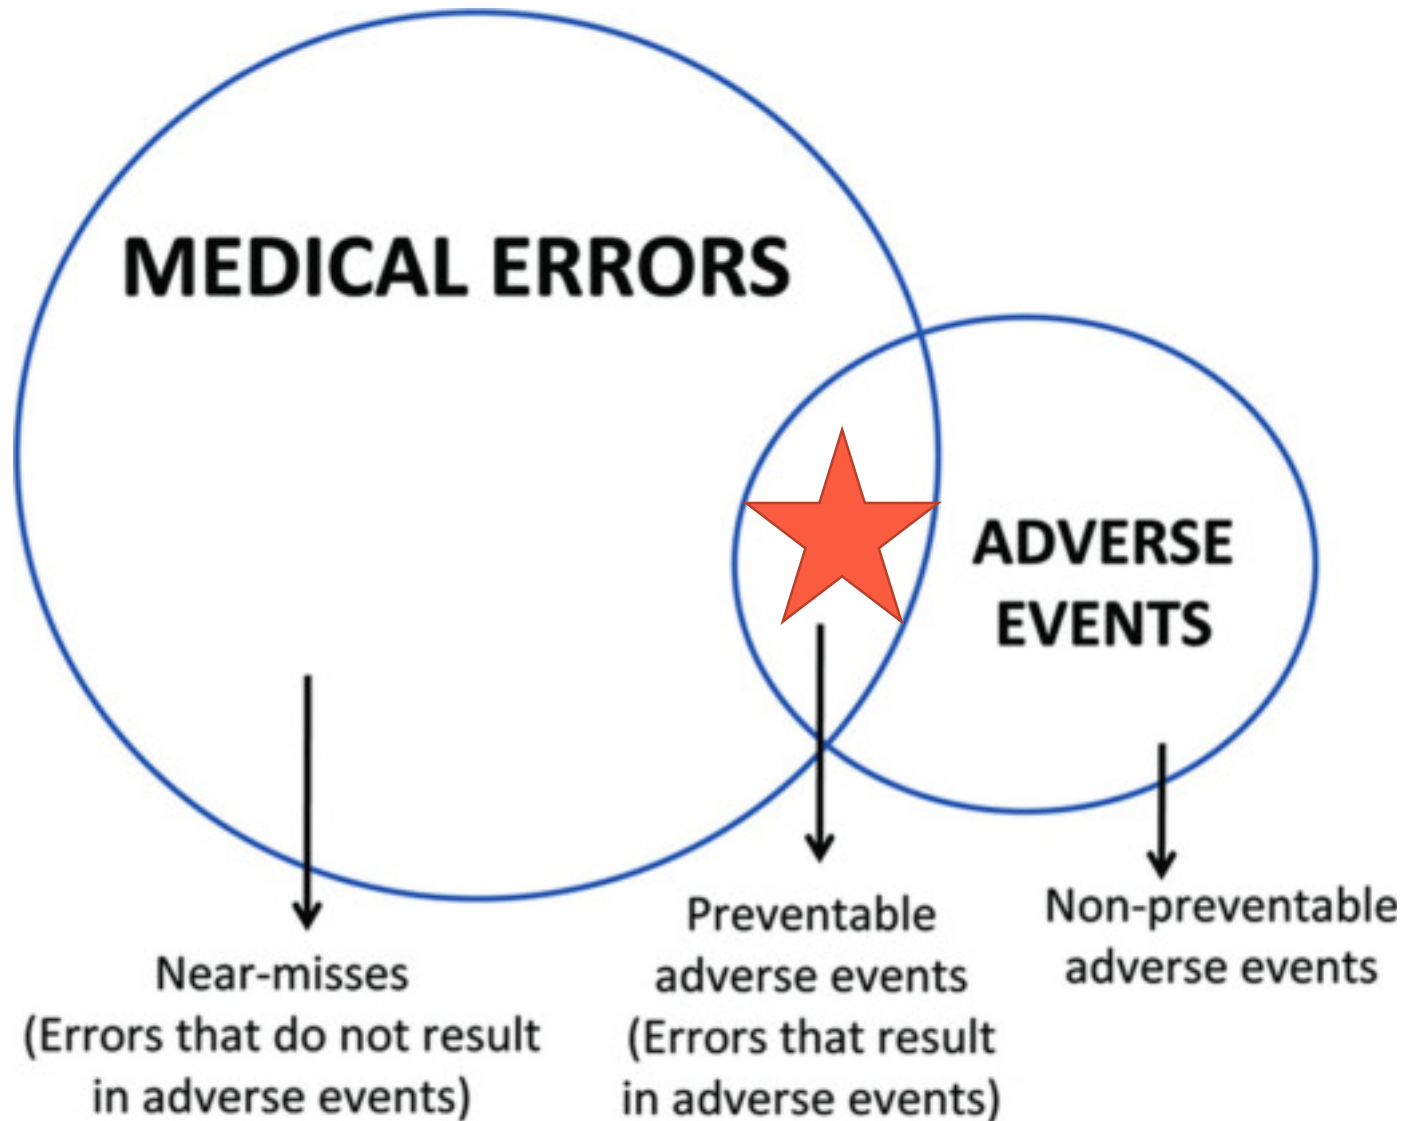 MEDICAL ERRORS
ADVERSE
EVENTS
Near-misses
(Errors that do not result
in adverse events)
Preventable
adverse events
(Errors that result
in adverse events)
Non-preventable
adverse events